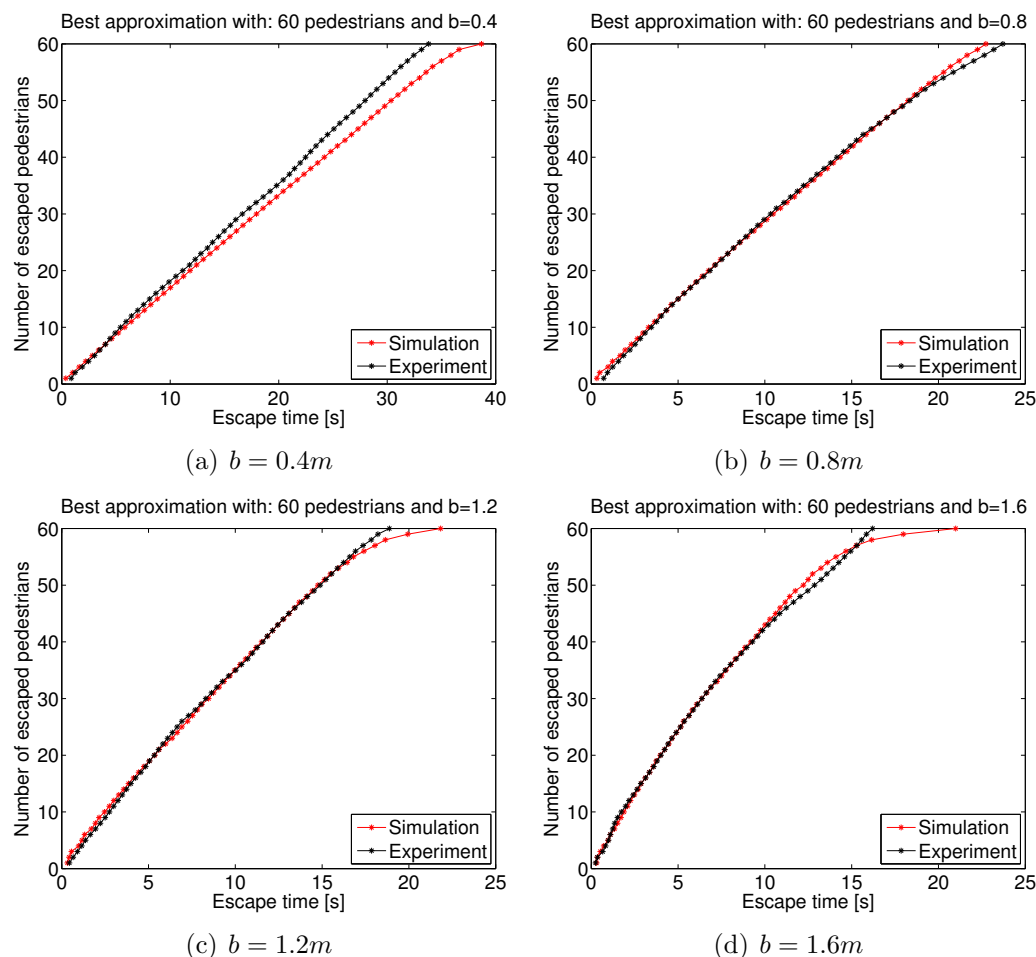 Best approximation with: 60 pedestrians and b=0.4
60
50
40
30
20
10
0
Number of escaped pedestrians
Simulation
Experiment
0 10 20 30 40
Escape time [s]
(a) b = 0.4m
Best approximation with: 60 pedestrians and b=0.8
60
50
40
30
20
10
0
Number of escaped pedestrians
Simulation
Experiment
0 5 10 15 20 25
Escape time [s]
(b) b = 0.8m
Best approximation with: 60 pedestrians and b=1.2
60
50
40
30
20
10
0
Number of escaped pedestrians
Simulation
Experiment
0 5 10 15 20 25
Escape time [s]
(c) b = 1.2m
Best approximation with: 60 pedestrians and b=1.6
60
50
40
30
20
10
0
Number of escaped pedestrians
Simulation
Experiment
0 5 10 15 20 25
Escape time [s]
(d) b = 1.6m